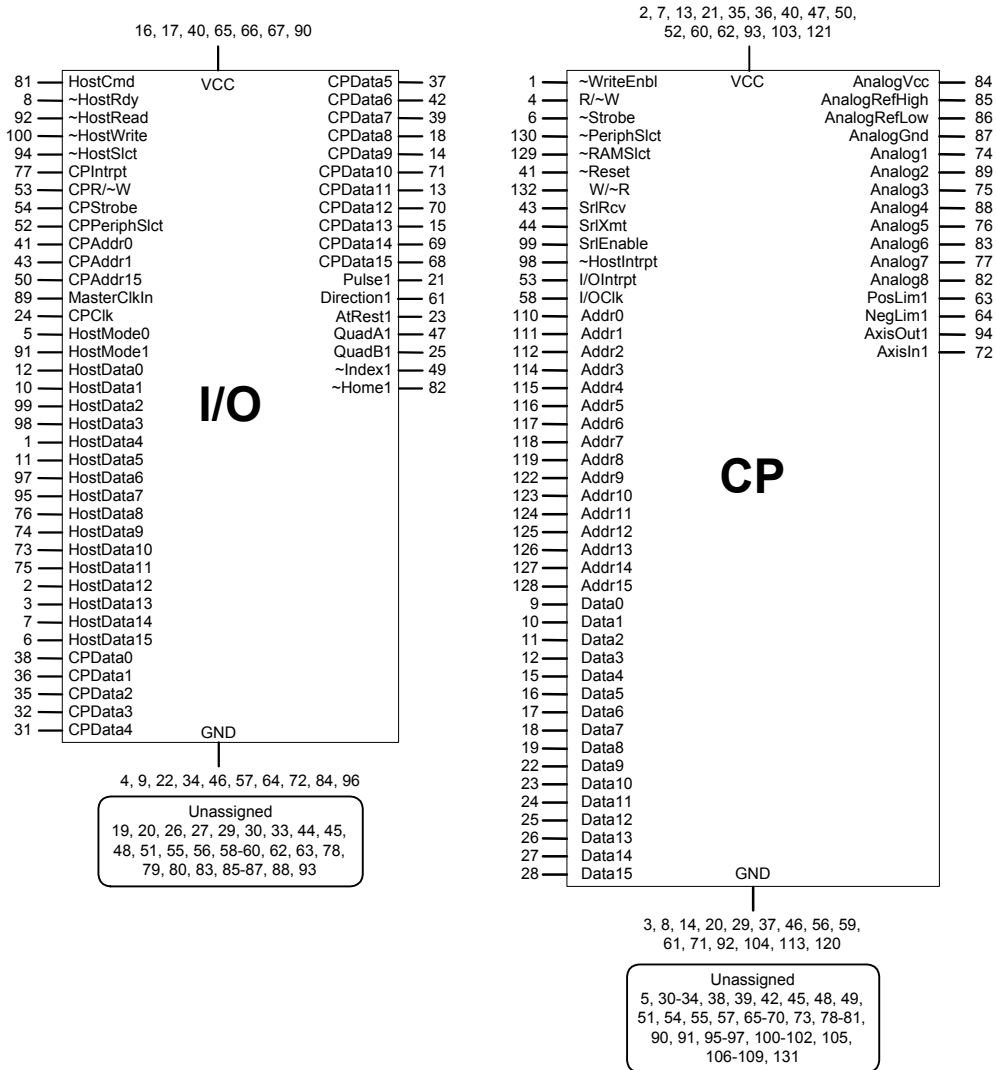 16, 17, 40, 65, 66, 67, 90
VCC
81 HostCmd
8 ~HostRdy
92 ~HostRead
100 ~HostWrite
94 ~HostSlct
77 CPIntrpt
53 CPR/~W
54 CPStrobe
52 CPPeriphSlct
41 CPAddr0
43 CPAddr1
50 CPAddr15
89 MasterClkIn
24 CPClk
5 HostMode0
91 HostMode1
12 HostData0
10 HostData1
99 HostData2
98 HostData3
1 HostData4
11 HostData5
97 HostData6
95 HostData7
76 HostData8
74 HostData9
73 HostData10
75 HostData11
2 HostData12
3 HostData13
7 HostData14
6 HostData15
38 CPData0
36 CPData1
35 CPData2
32 CPData3
31 CPData4
I/O
CPData5 37
CPData6 42
CPData7 39
CPData8 18
CPData9 14
CPData10 71
CPData11 13
CPData12 70
CPData13 15
CPData14 69
CPData15 68
Pulse1 21
Direction1 61
AtRest1 23
QuadA1 47
QuadB1 25
~Index1 49
~Home1 82
GND
4, 9, 22, 34, 46, 57, 64, 72, 84, 96
Unassigned
19, 20, 26, 27, 29, 30, 33, 44, 45,
48, 51, 55, 56, 58-60, 62, 63, 78,
79, 80, 83, 85-87, 88, 93
2, 7, 13, 21, 35, 36, 40, 47, 50,
52, 60, 62, 93, 103, 121
VCC
1 ~WriteEnbl
4 R/~W
6 ~Strobe
130 ~PeriphSlct
129 ~RAMSlct
41 ~Reset
132 W/~R
43 SrlRcv
44 SrlXmt
99 SrlEnable
98 ~HostIntrpt
53 I/OIntrpt
58 I/OClk
110 Addr0
111 Addr1
112 Addr2
114 Addr3
115 Addr4
116 Addr5
117 Addr6
118 Addr7
119 Addr8
122 Addr9
123 Addr10
124 Addr11
125 Addr12
126 Addr13
127 Addr14
128 Addr15
9 Data0
10 Data1
11 Data2
12 Data3
15 Data4
16 Data5
17 Data6
18 Data7
19 Data8
22 Data9
23 Data10
24 Data11
25 Data12
26 Data13
27 Data14
28 Data15
CP
AnalogVcc 84
AnalogRefHigh 85
AnalogRefLow 86
AnalogGnd 87
Analog1 74
Analog2 89
Analog3 75
Analog4 88
Analog5 76
Analog6 83
Analog7 77
Analog8 82
PosLim1 63
NegLim1 64
AxisOut1 94
AxisIn1 72
GND
3, 8, 14, 20, 29, 37, 46, 56, 59,
61, 71, 92, 104, 113, 120
Unassigned
5, 30-34, 38, 39, 42, 45, 48, 49,
51, 54, 55, 57, 65-70, 73, 78-81,
90, 91, 95-97, 100-102, 105,
106-109, 131